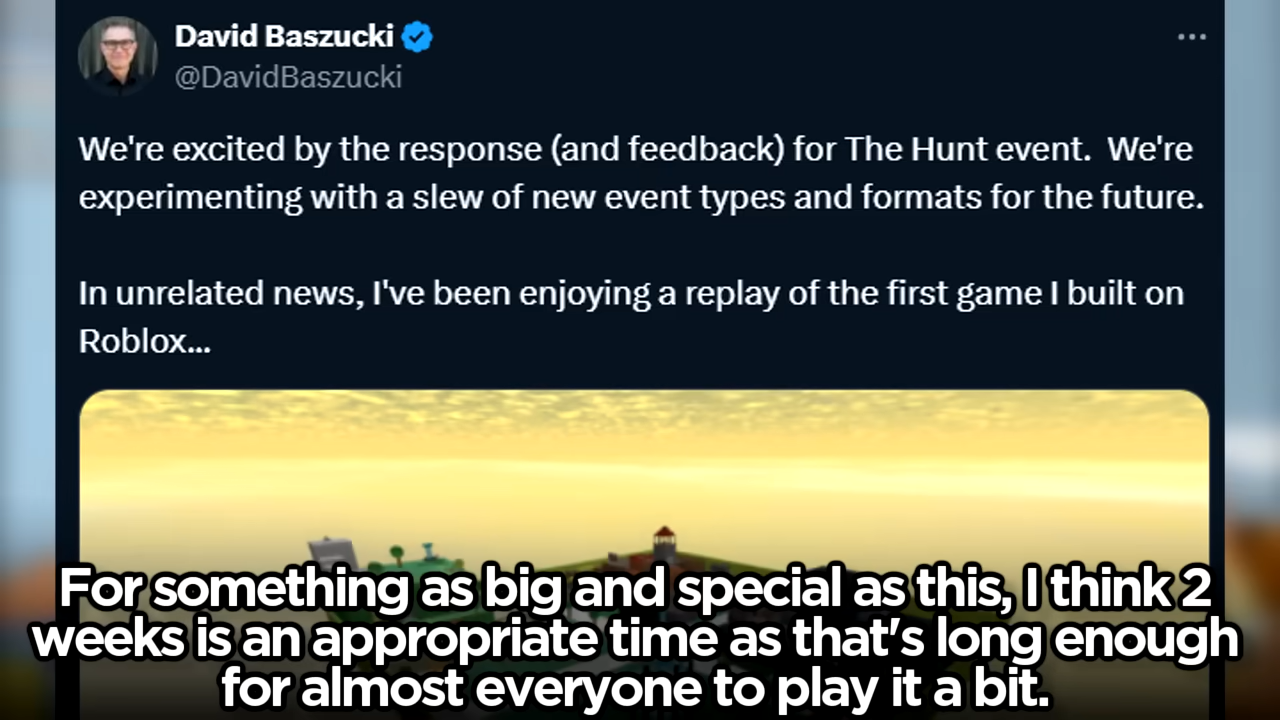 David Baszucki
@DavidBaszucki
We're excited by the response (and feedback) for The Hunt event.  We're
experimenting with a slew of new event types and formats for the future.
In unrelated news, I've been enjoying a replay of the first game I built on
Roblox...
For something as big and special as this, I think 2
weeks is an appropriate time as that's long enough
for almost everyone to play it a bit.